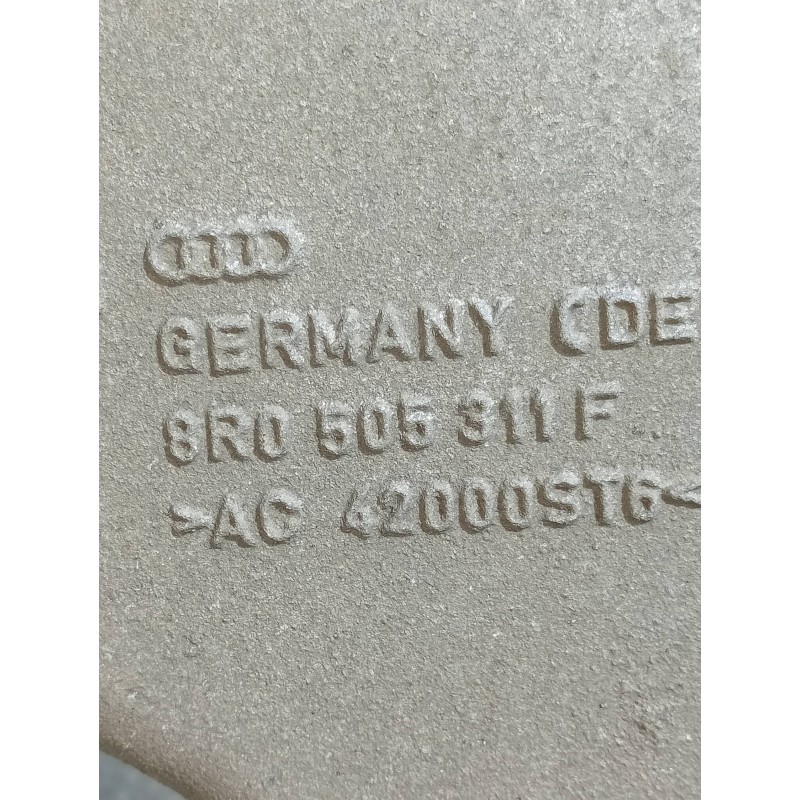 GERMANY (DE
8R0 505 311 F
>AC 42000ST6<